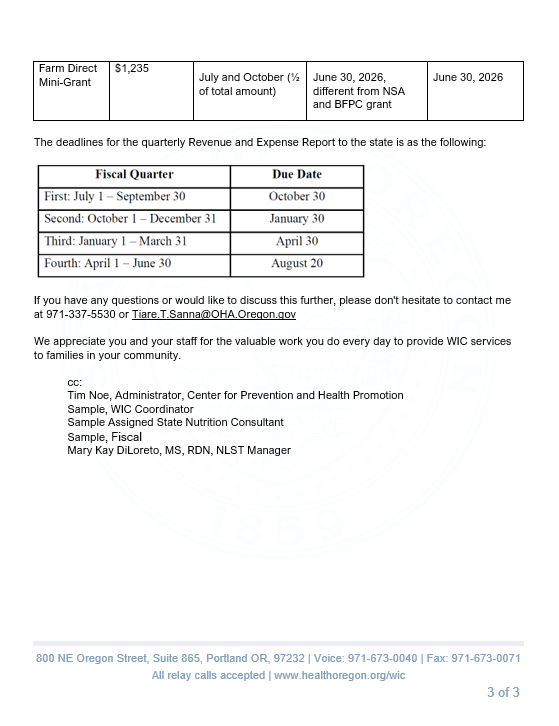 Farm Direct
Mini-Grant
$1,235
July and October (½
of total amount)
June 30, 2026,
different from NSA
and BFPC grant
June 30, 2026
The deadlines for the quarterly Revenue and Expense Report to the state is as the following:
Fiscal Quarter
Due Date
First: July 1 – September 30
October 30
Second: October 1 – December 31
January 30
Third: January 1 – March 31
April 30
Fourth: April 1 – June 30
August 20
If you have any questions or would like to discuss this further, please don't hesitate to contact me
at 971-337-5530 or Tiare.T.Sanna@OHA.Oregon.gov
We appreciate you and your staff for the valuable work you do every day to provide WIC services
to families in your community.
cc:
Tim Noe, Administrator, Center for Prevention and Health Promotion
Sample, WIC Coordinator
Sample Assigned State Nutrition Consultant
Sample, Fiscal
Mary Kay DiLoreto, MS, RDN, NLST Manager
1859
800 NE Oregon Street, Suite 865, Portland OR, 97232 | Voice: 971-673-0040 | Fax: 971-673-0071
All relay calls accepted | www.healthoregon.org/wic
3 of 3